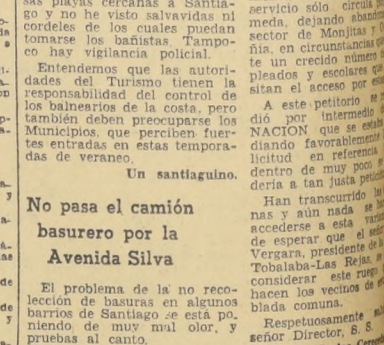 sas playas cercanas a Santia-
go y no he visto salvavidas ni
cordeles de los cuales puedan
tomarse los bañistas. Tampo-
co hay vigilancia policial.
Entendemos que las autori-
dades del Turismo tienen la
responsabilidad del control de
los balnearios de la costa, pero
también deben preocuparse los
Municipios, que perciben fuer-
tes entradas en estas tempora-
das de veraneo.
Un santiaguino.
No pasa el camión
basurero por la
Avenida Silva
El problema de la no reco-
lección de basuras en algunos
barrios de Santiago se está po-
niendo de muy mal olor, y
pruebas al canto.
servicio sólo circula
meda, dejando
sector de Monjitas y
ñía, en circunstancias
te un crecido número
pleados y escolares
sitan el acceso por
A este petitorio se
dió por intermedio
NACION que se
diando favorablemente
licitud en referencia
dentro de muy poco
dería a tan justa
Han transcurrido
nas y aún nada se
accederse a esta
de esperar que el
Vergara, presidente
Tobalaba-Las Rejas,
considerar este ruego
hacen los vecinos de
blada comuna.
Respetuosamente
señor Director, S. S.